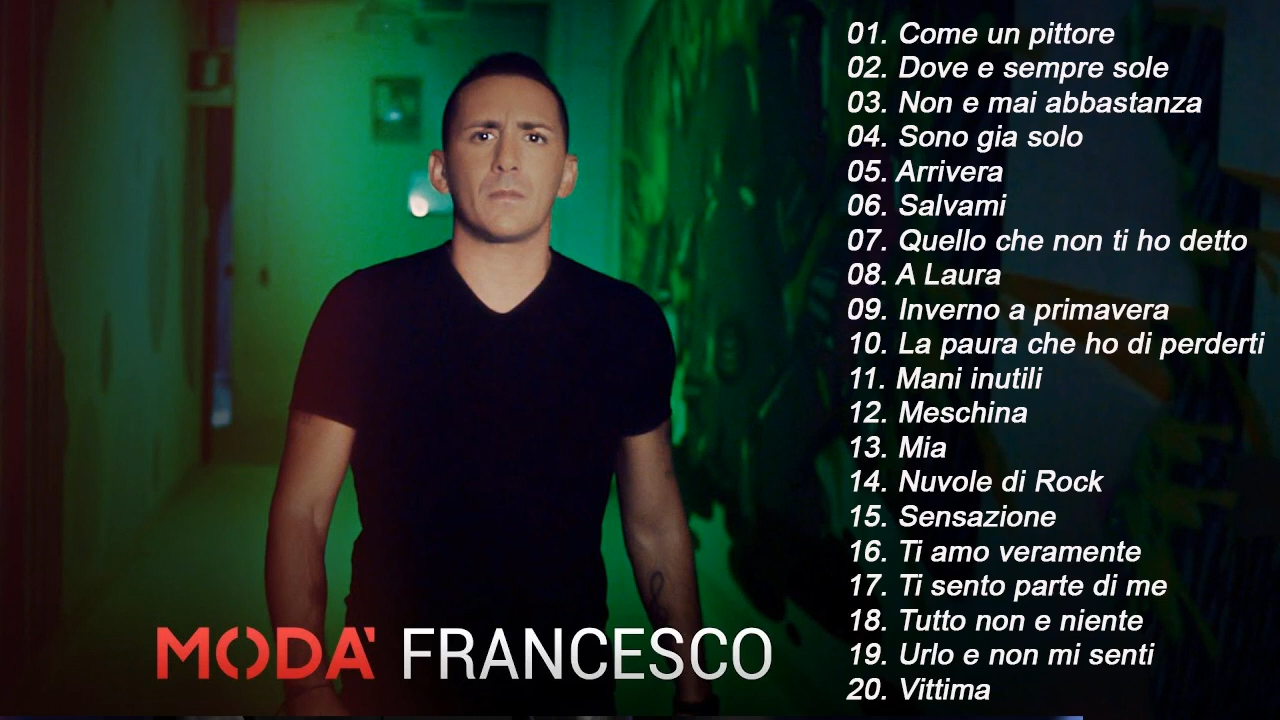 01. Come un pittore
02. Dove e sempre sole
03. Non e mai abbastanza
04. Sono gia solo
05. Arrivera
06. Salvami
07. Quello che non ti ho detto
08. A Laura
09. Inverno a primavera
10. La paura che ho di perderti
11. Mani inutili
12. Meschina
13. Mia
14. Nuvole di Rock
15. Sensazione
16. Ti amo veramente
17. Ti sento parte di me
18. Tutto non e niente
19. Urlo e non mi senti
20. Vittima
MODA' FRANCESCO